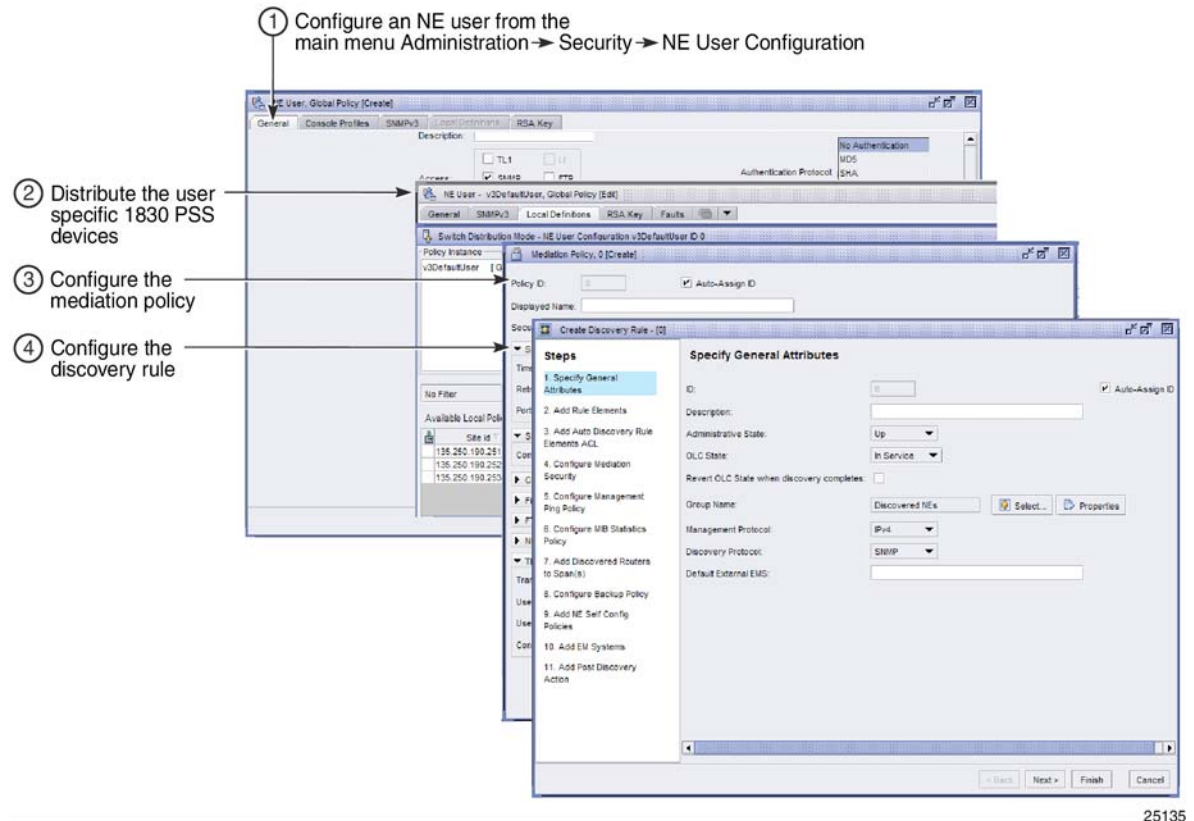 1 Configure an NE user from the
main menu Administration → Security → NE User Configuration
NE User, Global Policy [Create]
General Console Profiles SNMPv3 Local Definitions RSA Key
Description:
TL1
No Authentication
MD5
SHA
Access: SNMP FTP
Authentication Protocol
2 Distribute the user
specific 1830 PSS
devices
NE User - v3DefaultUser, Global Policy [Edit]
General SNMPv3 Local Definitions RSA Key Faults
Switch Distribution Mode - NE User Configuration v3DefaultUser ID 0
Policy Instance
v3DefaultUser [G
No Filter
Available Local Poli
Site Id
135.250.190.251
135.250.190.252
135.250.190.253
3 Configure the
mediation policy
Mediation Policy, 0 [Create]
Policy ID: 0 Auto-Assign ID
Displayed Name:
Secu
Time
Retr
Port
Com
Tran
Use
Use
Con
4 Configure the
discovery rule
Create Discovery Rule - [0]
Steps
1. Specify General
Attributes
2. Add Rule Elements
3. Add Auto Discovery Rule
Elements ACL
4. Configure Mediation
Security
5. Configure Management
Ping Policy
6. Configure MIB Statistics
Policy
7. Add Discovered Routers
to Span(s)
8. Configure Backup Policy
9. Add NE Self Config
Policies
10. Add EM Systems
11. Add Post Discovery
Action
Specify General Attributes
ID: 0 Auto-Assign ID
Description:
Administrative State: Up
OLC State: In Service
Revert OLC State when discovery completes:
Group Name: Discovered NEs Select... Properties
Management Protocol: IPv4
Discovery Protocol: SNMP
Default External EMS:
< Back Next > Finish Cancel
25135